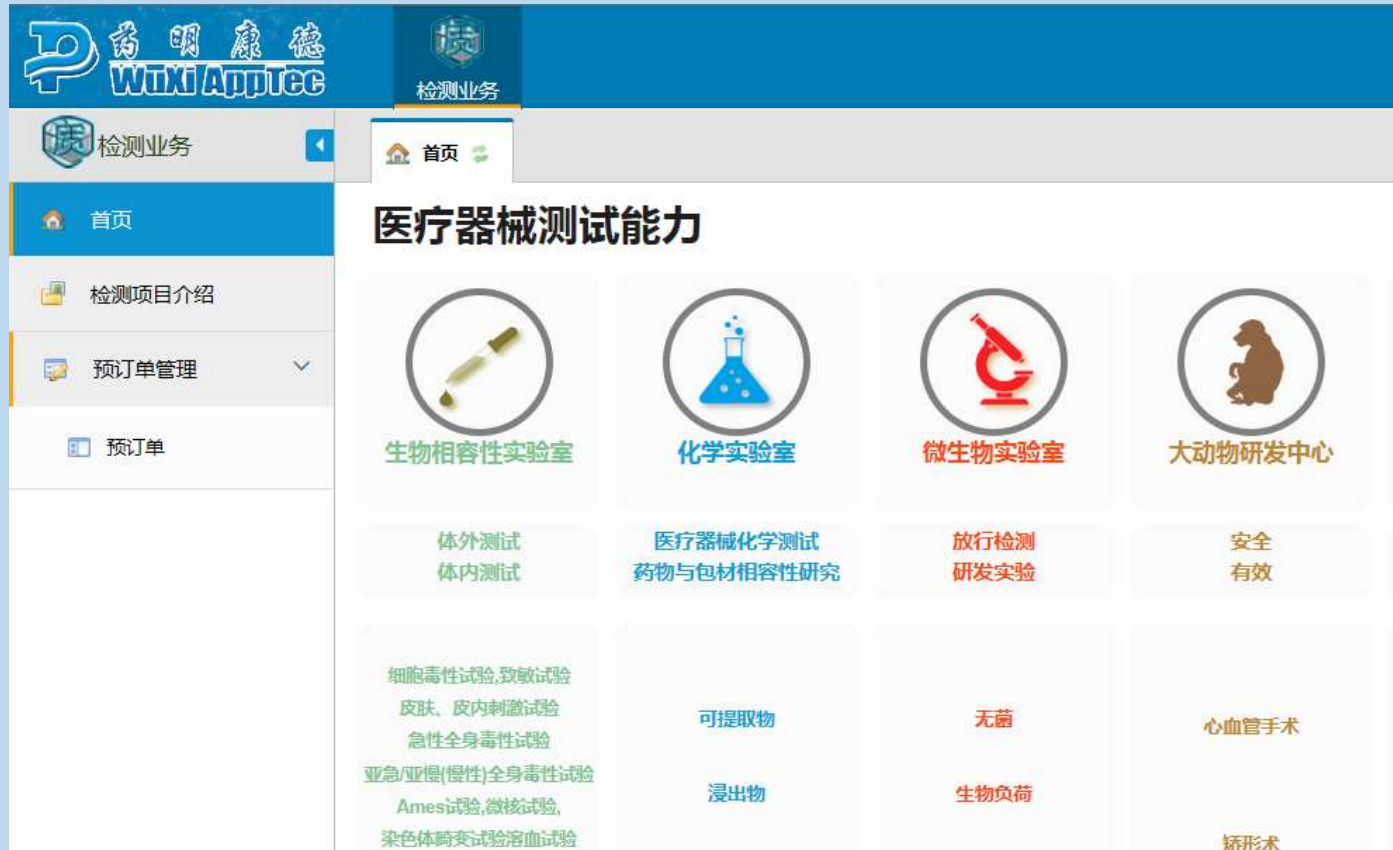 药明康德
WuXi AppTec
质
检测业务
质
检测业务
首页
首页
检测项目介绍
预订单管理
预订单
医疗器械测试能力
生物相容性实验室
化学实验室
微生物实验室
大动物研发中心
体外测试
体内测试
医疗器械化学测试
药物与包材相容性研究
放行检测
研发实验
安全
有效
细胞毒性试验,致敏试验
皮肤、皮内刺激试验
急性全身毒性试验
亚急/亚慢(慢性)全身毒性试验
Ames试验,微核试验,
染色体畸变试验溶血试验
可提取物
浸出物
无菌
生物负荷
心血管手术
矫形术